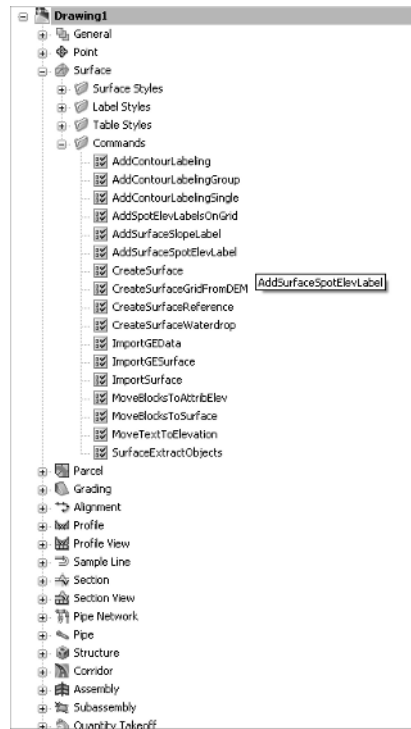 Drawing1
General
Point
Surface
Surface Styles
Label Styles
Table Styles
Commands
AddContourLabeling
AddContourLabelingGroup
AddContourLabelingSingle
AddSpotElevLabelsOnGrid
AddSurfaceSlopeLabel
AddSurfaceSpotElevLabel
CreateSurface
CreateSurfaceGridFromDEM
AddSurfaceSpotElevLabel
CreateSurfaceReference
CreateSurfaceWaterdrop
ImportGEData
ImportGESurface
ImportSurface
MoveBlocksToAttribElev
MoveBlocksToSurface
MoveTextToElevation
SurfaceExtractObjects
Parcel
Grading
Alignment
Profile
Profile View
Sample Line
Section
Section View
Pipe Network
Pipe
Structure
Corridor
Assembly
Subassembly
Quantity Takeoff